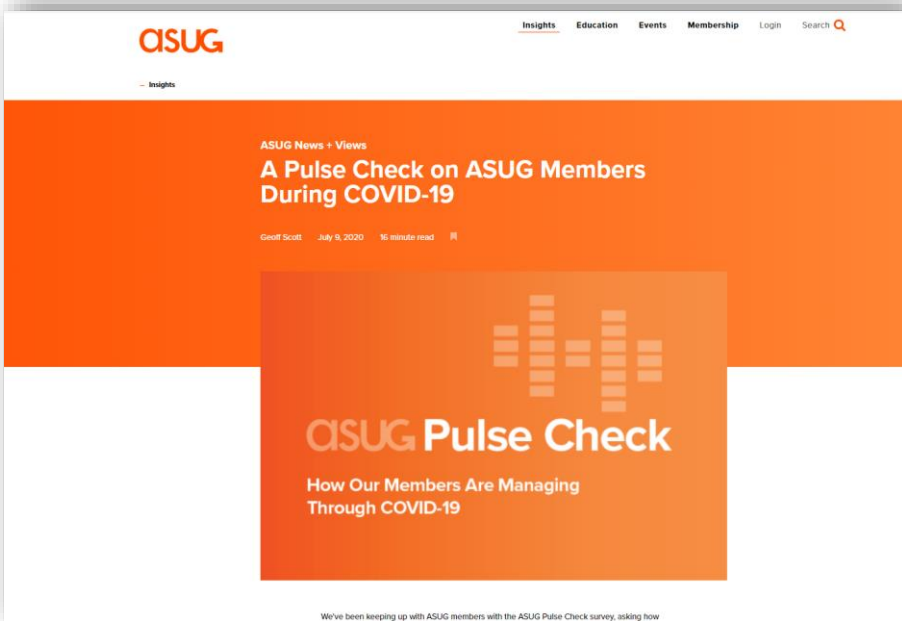 asug
Insights Education Events Membership Login Search
← Insights
ASUG News + Views
A Pulse Check on ASUG Members
During COVID-19
Geoff Scott July 9, 2020 16 minute read
asug Pulse Check
How Our Members Are Managing
Through COVID-19
We've been keeping up with ASUG members with the ASUG Pulse Check survey, asking how